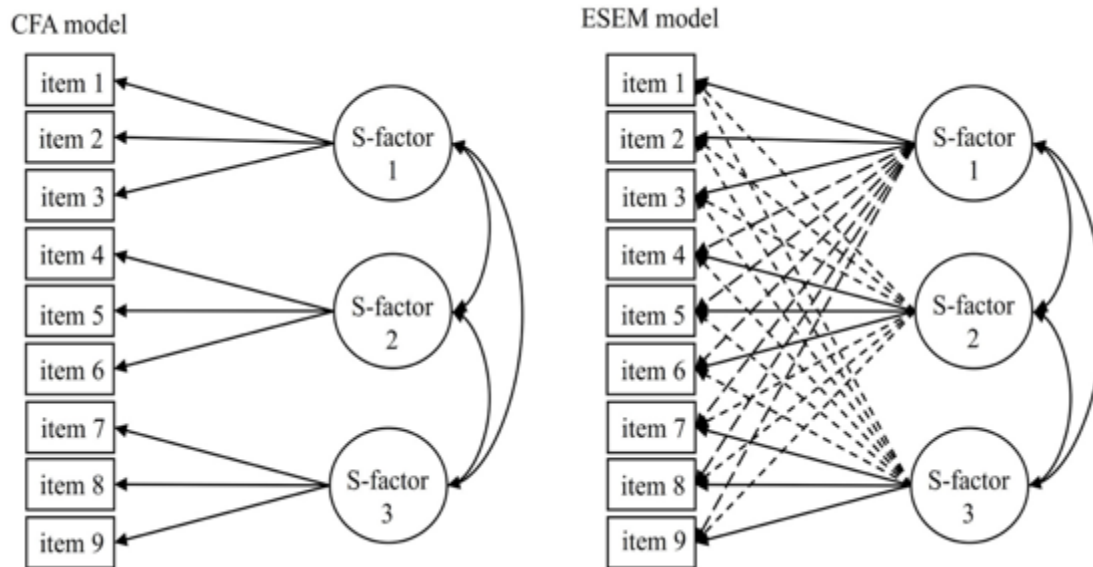 CFA model
item 1
item 2
item 3
item 4
item 5
item 6
item 7
item 8
item 9
S-factor
1
S-factor
2
S-factor
3
ESEM model
item 1
item 2
item 3
item 4
item 5
item 6
item 7
item 8
item 9
S-factor
1
S-factor
2
S-factor
3